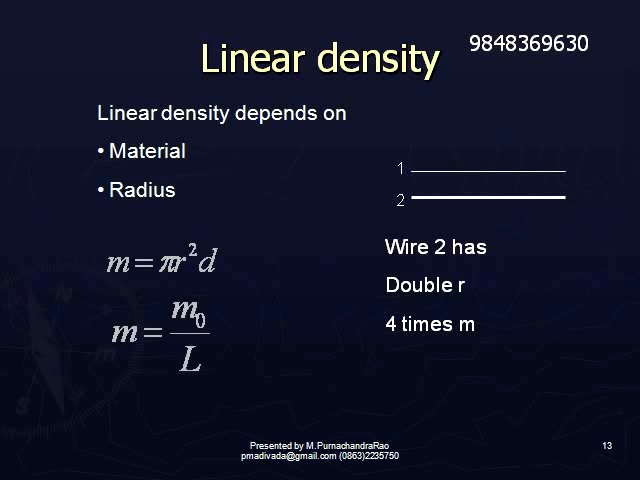 Linear density
9848369630
Linear density depends on
• Material
• Radius
1
2
m = πr²d
m = m₀/L
Wire 2 has
Double r
4 times m
Presented by M.PurnachandraRao
pmadivada@gmail.com (0863)2235750
13